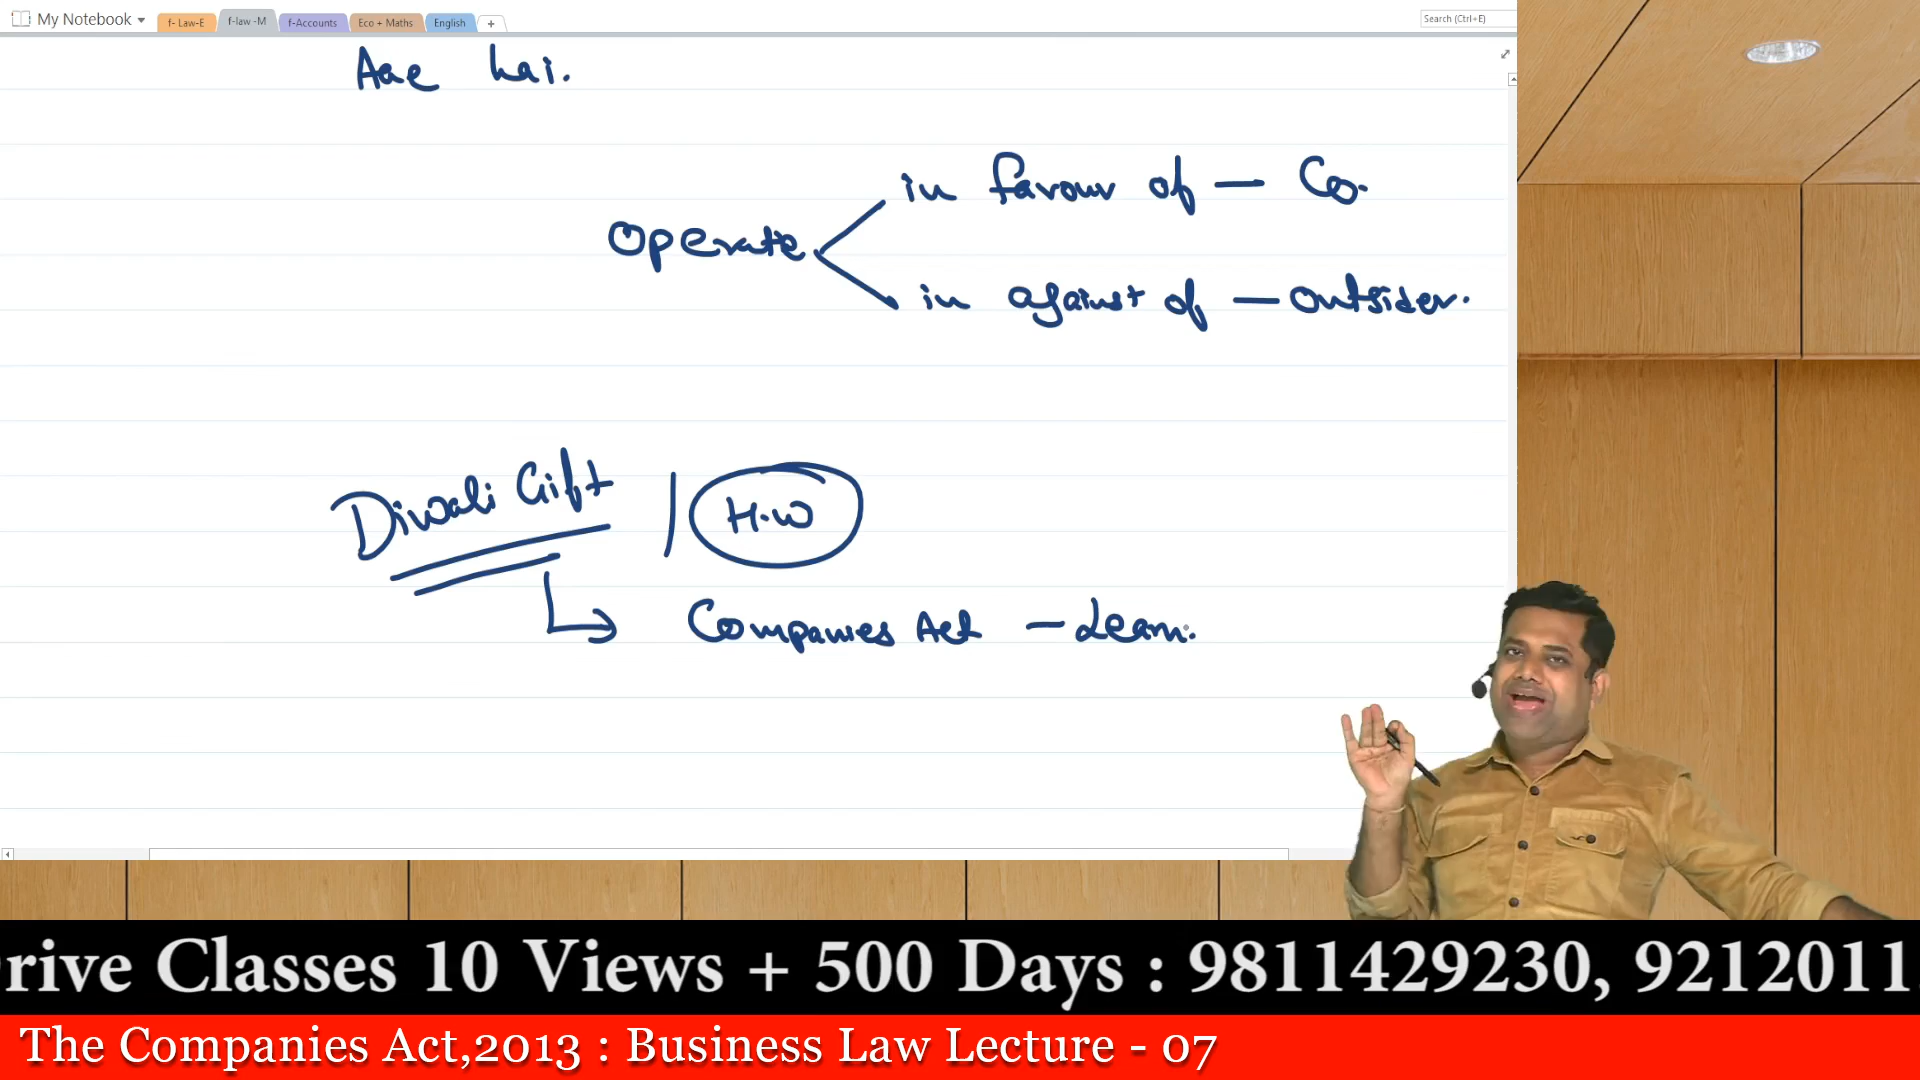 My Notebook f- Law-E f-law -M f-Accounts Eco + Maths English + Search (Ctrl+E)
Aae hai.
in favour of — Co.
Operate
in against of — outsider.
Diwali Gift | H.W
Companies Act — Learn.
rive Classes 10 Views + 500 Days : 9811429230, 9212011
The Companies Act,2013 : Business Law Lecture - 07